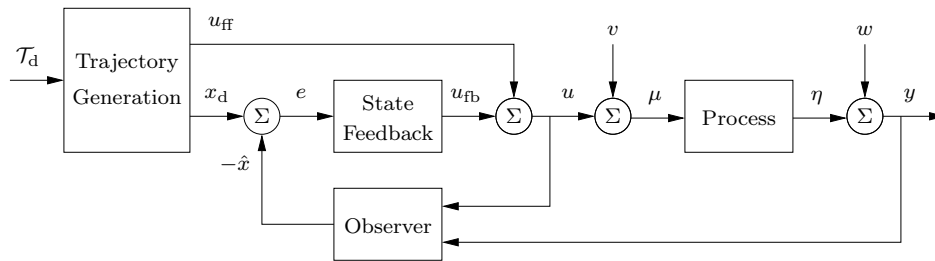 𝒯_d
Trajectory
Generation
u_ff
x_d
Σ
e
State
Feedback
u_fb
Σ
u
v
Σ
μ
Process
η
w
Σ
y
−x̂
Observer